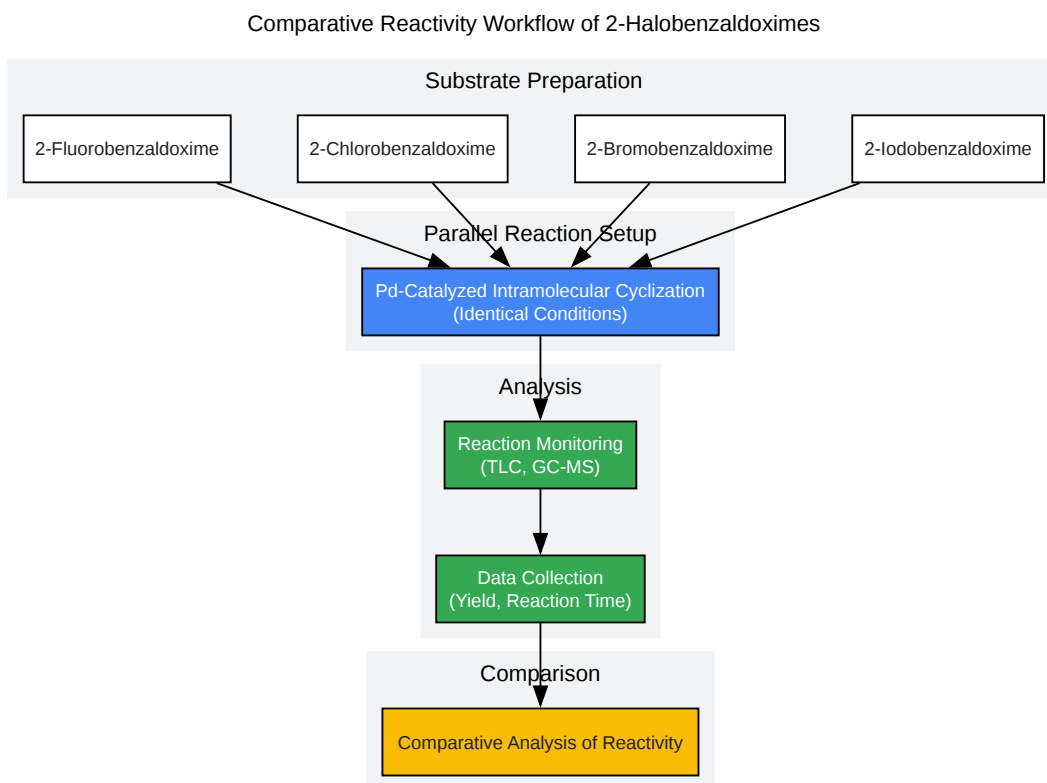 Comparative Reactivity Workflow of 2-Halobenzaldoximes
Substrate Preparation
2-Fluorobenzaldoxime
2-Chlorobenzaldoxime
2-Bromobenzaldoxime
2-Iodobenzaldoxime
Parallel Reaction Setup
Pd-Catalyzed Intramolecular Cyclization
(Identical Conditions)
Analysis
Reaction Monitoring
(TLC, GC-MS)
Data Collection
(Yield, Reaction Time)
Comparison
Comparative Analysis of Reactivity